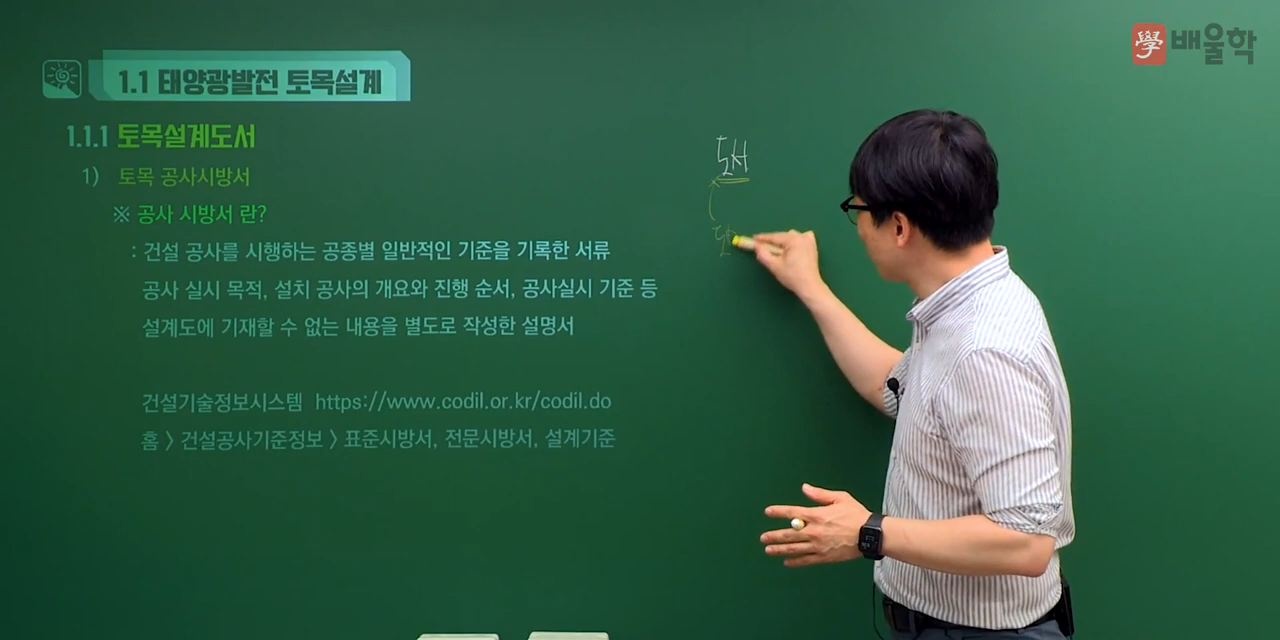 學 배울학
1.1 태양광발전 토목설계
1.1.1 토목설계도서
1) 토목 공사시방서
※ 공사 시방서 란?
: 건설 공사를 시행하는 공종별 일반적인 기준을 기록한 서류
공사 실시 목적, 설치 공사의 개요와 진행 순서, 공사실시 기준 등
설계도에 기재할 수 없는 내용을 별도로 작성한 설명서
건설기술정보시스템 https://www.codil.or.kr/codil.do
홈 > 건설공사기준정보 > 표준시방서, 전문시방서, 설계기준
도서